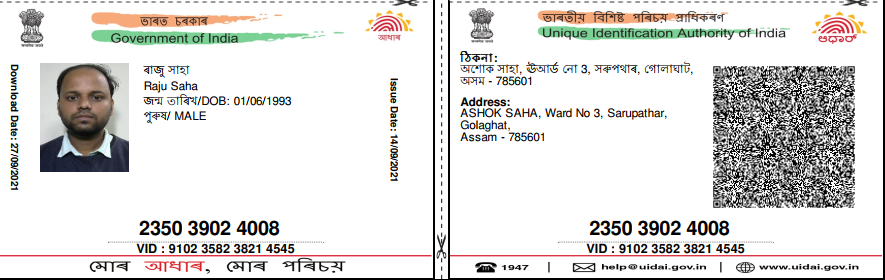 ভাৰত চৰকাৰ
Government of India
আধাৰ
Download Date: 27/09/2021
ৰাজু সাহা
Raju Saha
জন্ম তাৰিখ/DOB: 01/06/1993
পুৰুষ/ MALE
Issue Date: 14/09/2021
2350 3902 4008
VID : 9102 3582 3821 4545
মোৰ আধাৰ, মোৰ পৰিচয়
ভাৰতীয় বিশিষ্ট পৰিচয় প্ৰাধিকৰণ
Unique Identification Authority of India
ঠিকনা:
অশোক সাহা, ঊআৰ্ড নো 3, সৰুপথাৰ, গোলাঘাট,
অসম - 785601
Address:
ASHOK SAHA, Ward No 3, Sarupathar,
Golaghat,
Assam - 785601
2350 3902 4008
VID : 9102 3582 3821 4545
1947 | help@uidai.gov.in | www.uidai.gov.in